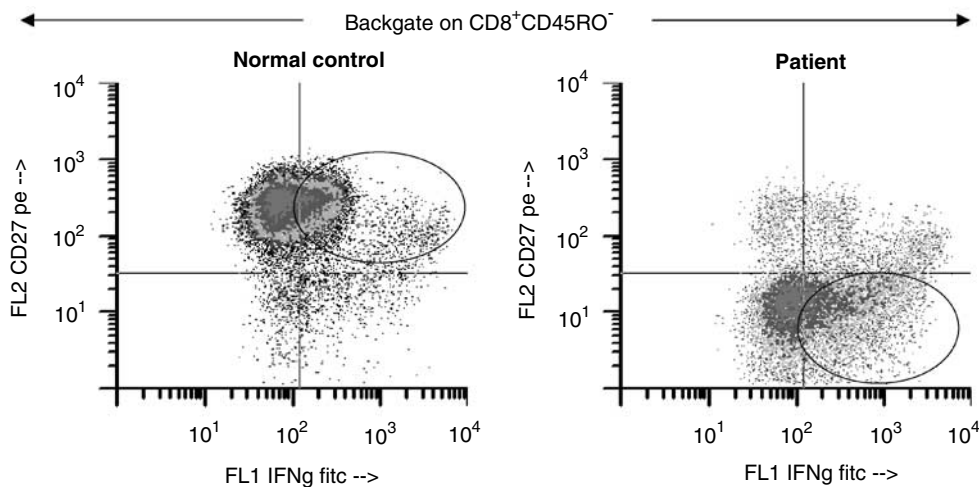 Backgate on CD8⁺CD45RO⁻
Normal control
Patient
10⁴
10³
10²
10¹
FL2 CD27 pe -->
10¹ 10² 10³ 10⁴
FL1 IFNg fitc -->
10⁴
10³
10²
10¹
FL2 CD27 pe -->
10¹ 10² 10³ 10⁴
FL1 IFNg fitc -->